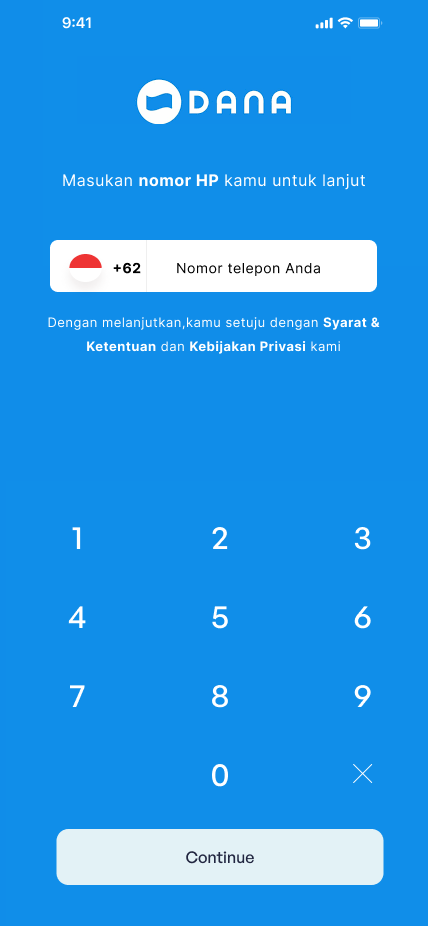 9:41
DANA
Masukan nomor HP kamu untuk lanjut
+62 Nomor telepon Anda
Dengan melanjutkan,kamu setuju dengan Syarat &
Ketentuan dan Kebijakan Privasi kami
1 2 3
4 5 6
7 8 9
0
Continue